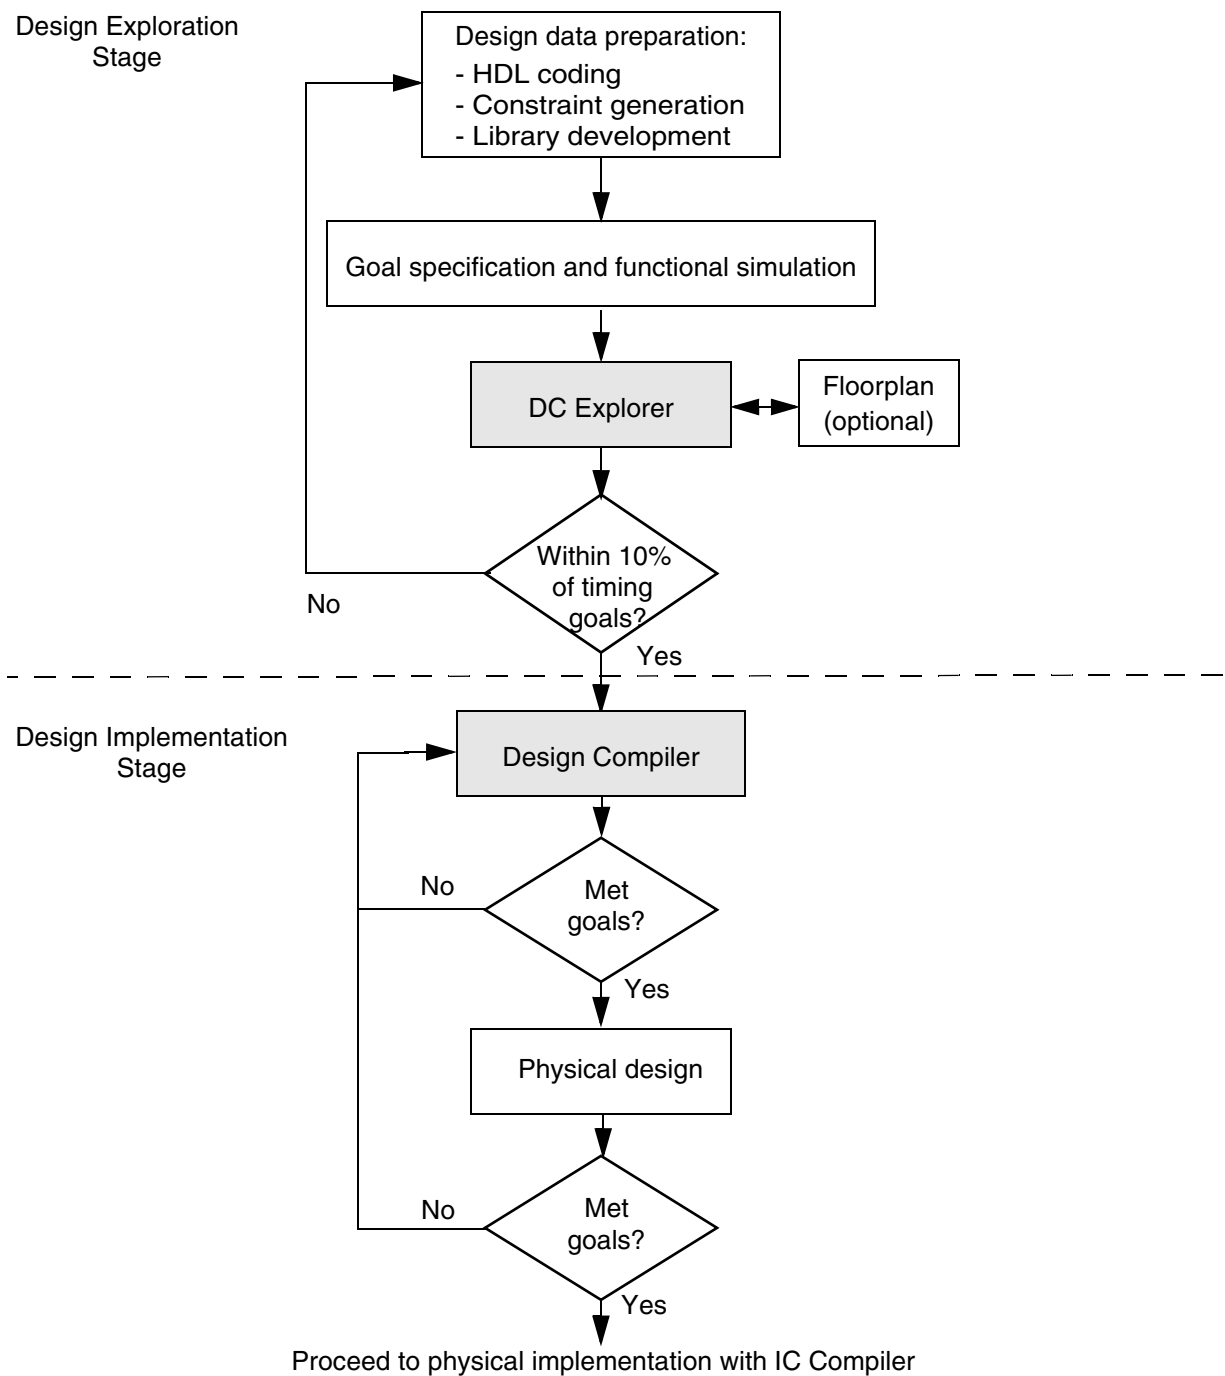 Design Exploration
Stage
Design data preparation:
- HDL coding
- Constraint generation
- Library development
Goal specification and functional simulation
DC Explorer
Floorplan
(optional)
Within 10%
of timing
goals?
No
Yes
Design Implementation
Stage
Design Compiler
No
Met
goals?
Yes
Physical design
No
Met
goals?
Yes
Proceed to physical implementation with IC Compiler